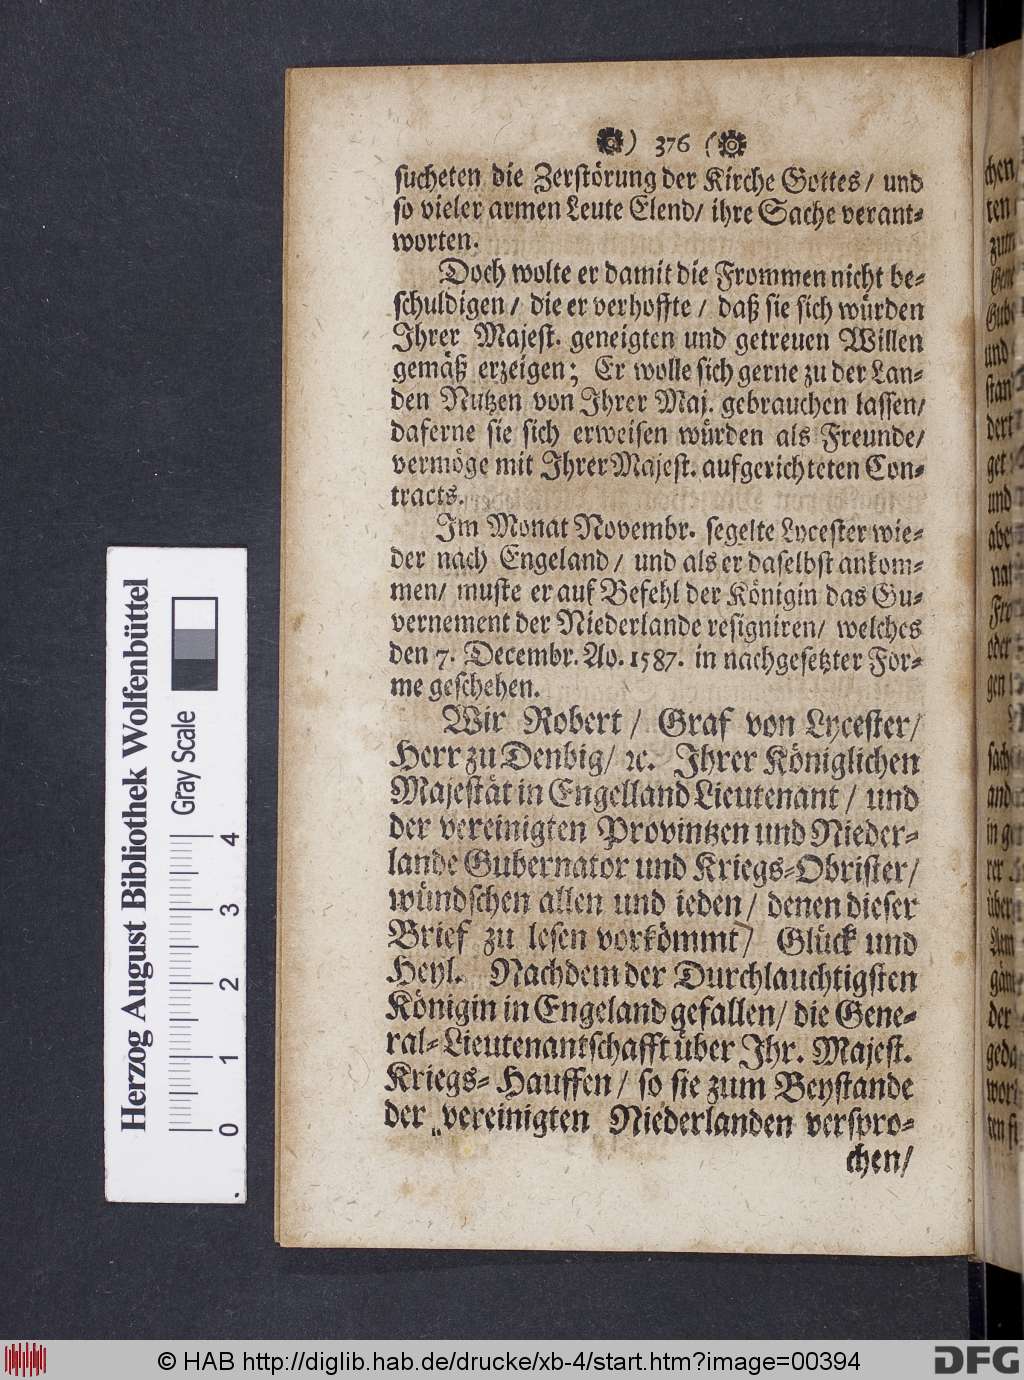 ) 376 (
sucheten die Zerstörung der Kirche Gottes/ und
so vieler armen Leute Elend/ ihre Sache verant-
worten.
Doch wolte er damit die Frommen nicht be-
schuldigen/ die er verhoffte/ daß sie sich würden
Ihrer Majest. geneigten und getreuen Willen
gemäß erzeigen; Er wolle sich gerne zu der Lan-
den Nutzen von Ihrer Maj. gebrauchen lassen/
daferne sie sich erweisen würden als Freunde/
vermöge mit Ihrer Majest. aufgerichteten Con-
tracts.
Im Monat Novembr. segelte Lycester wie-
der nach Engeland/ und als er daselbst ankom-
men/ muste er auf Befehl der Königin das Gu-
vernement der Niederlande resigniren/ welches
den 7. Decembr. Ao. 1587. in nachgesetzter For-
me geschehen.
Wir Robert/ Graf von Lycester/
Herr zu Denbig/ ꝛc. Ihrer Königlichen
Majestät in Engelland Lieutenant/ und
der vereinigten Provintzen und Nieder-
lande Gubernator und Kriegs-Obrister/
wündschen allen und ieden/ denen dieser
Brief zu lesen vorkömmt/ Glück und
Heyl. Nachdem der Durchlauchtigsten
Königin in Engeland gefallen/ die Gene-
ral-Lieutenantschafft über Ihr. Majest.
Kriegs-Hauffen/ so sie zum Beystande
der vereinigten Niederlanden verspro-
chen/
Herzog August Bibliothek Wolfenbüttel
Gray Scale
0 1 2 3 4
© HAB http://diglib.hab.de/drucke/xb-4/start.htm?image=00394
DFG